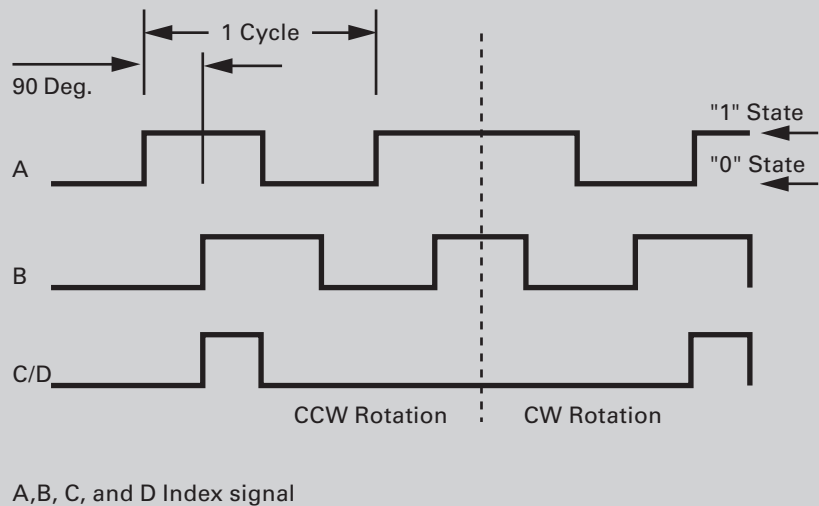 1 Cycle
90 Deg.
"1" State
A
"0" State
B
C/D
CCW Rotation
CW Rotation
A,B, C, and D Index signal